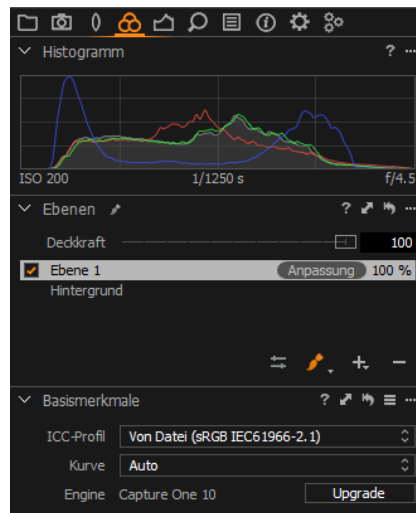 Histogramm ? ...
ISO 200 1/1250 s f/4.5
Ebenen ? ...
Deckkraft 100
Ebene 1 Anpassung 100 %
Hintergrund
Basismerkmale ? ...
ICC-Profil Von Datei (sRGB IEC61966-2.1)
Kurve Auto
Engine Capture One 10 Upgrade